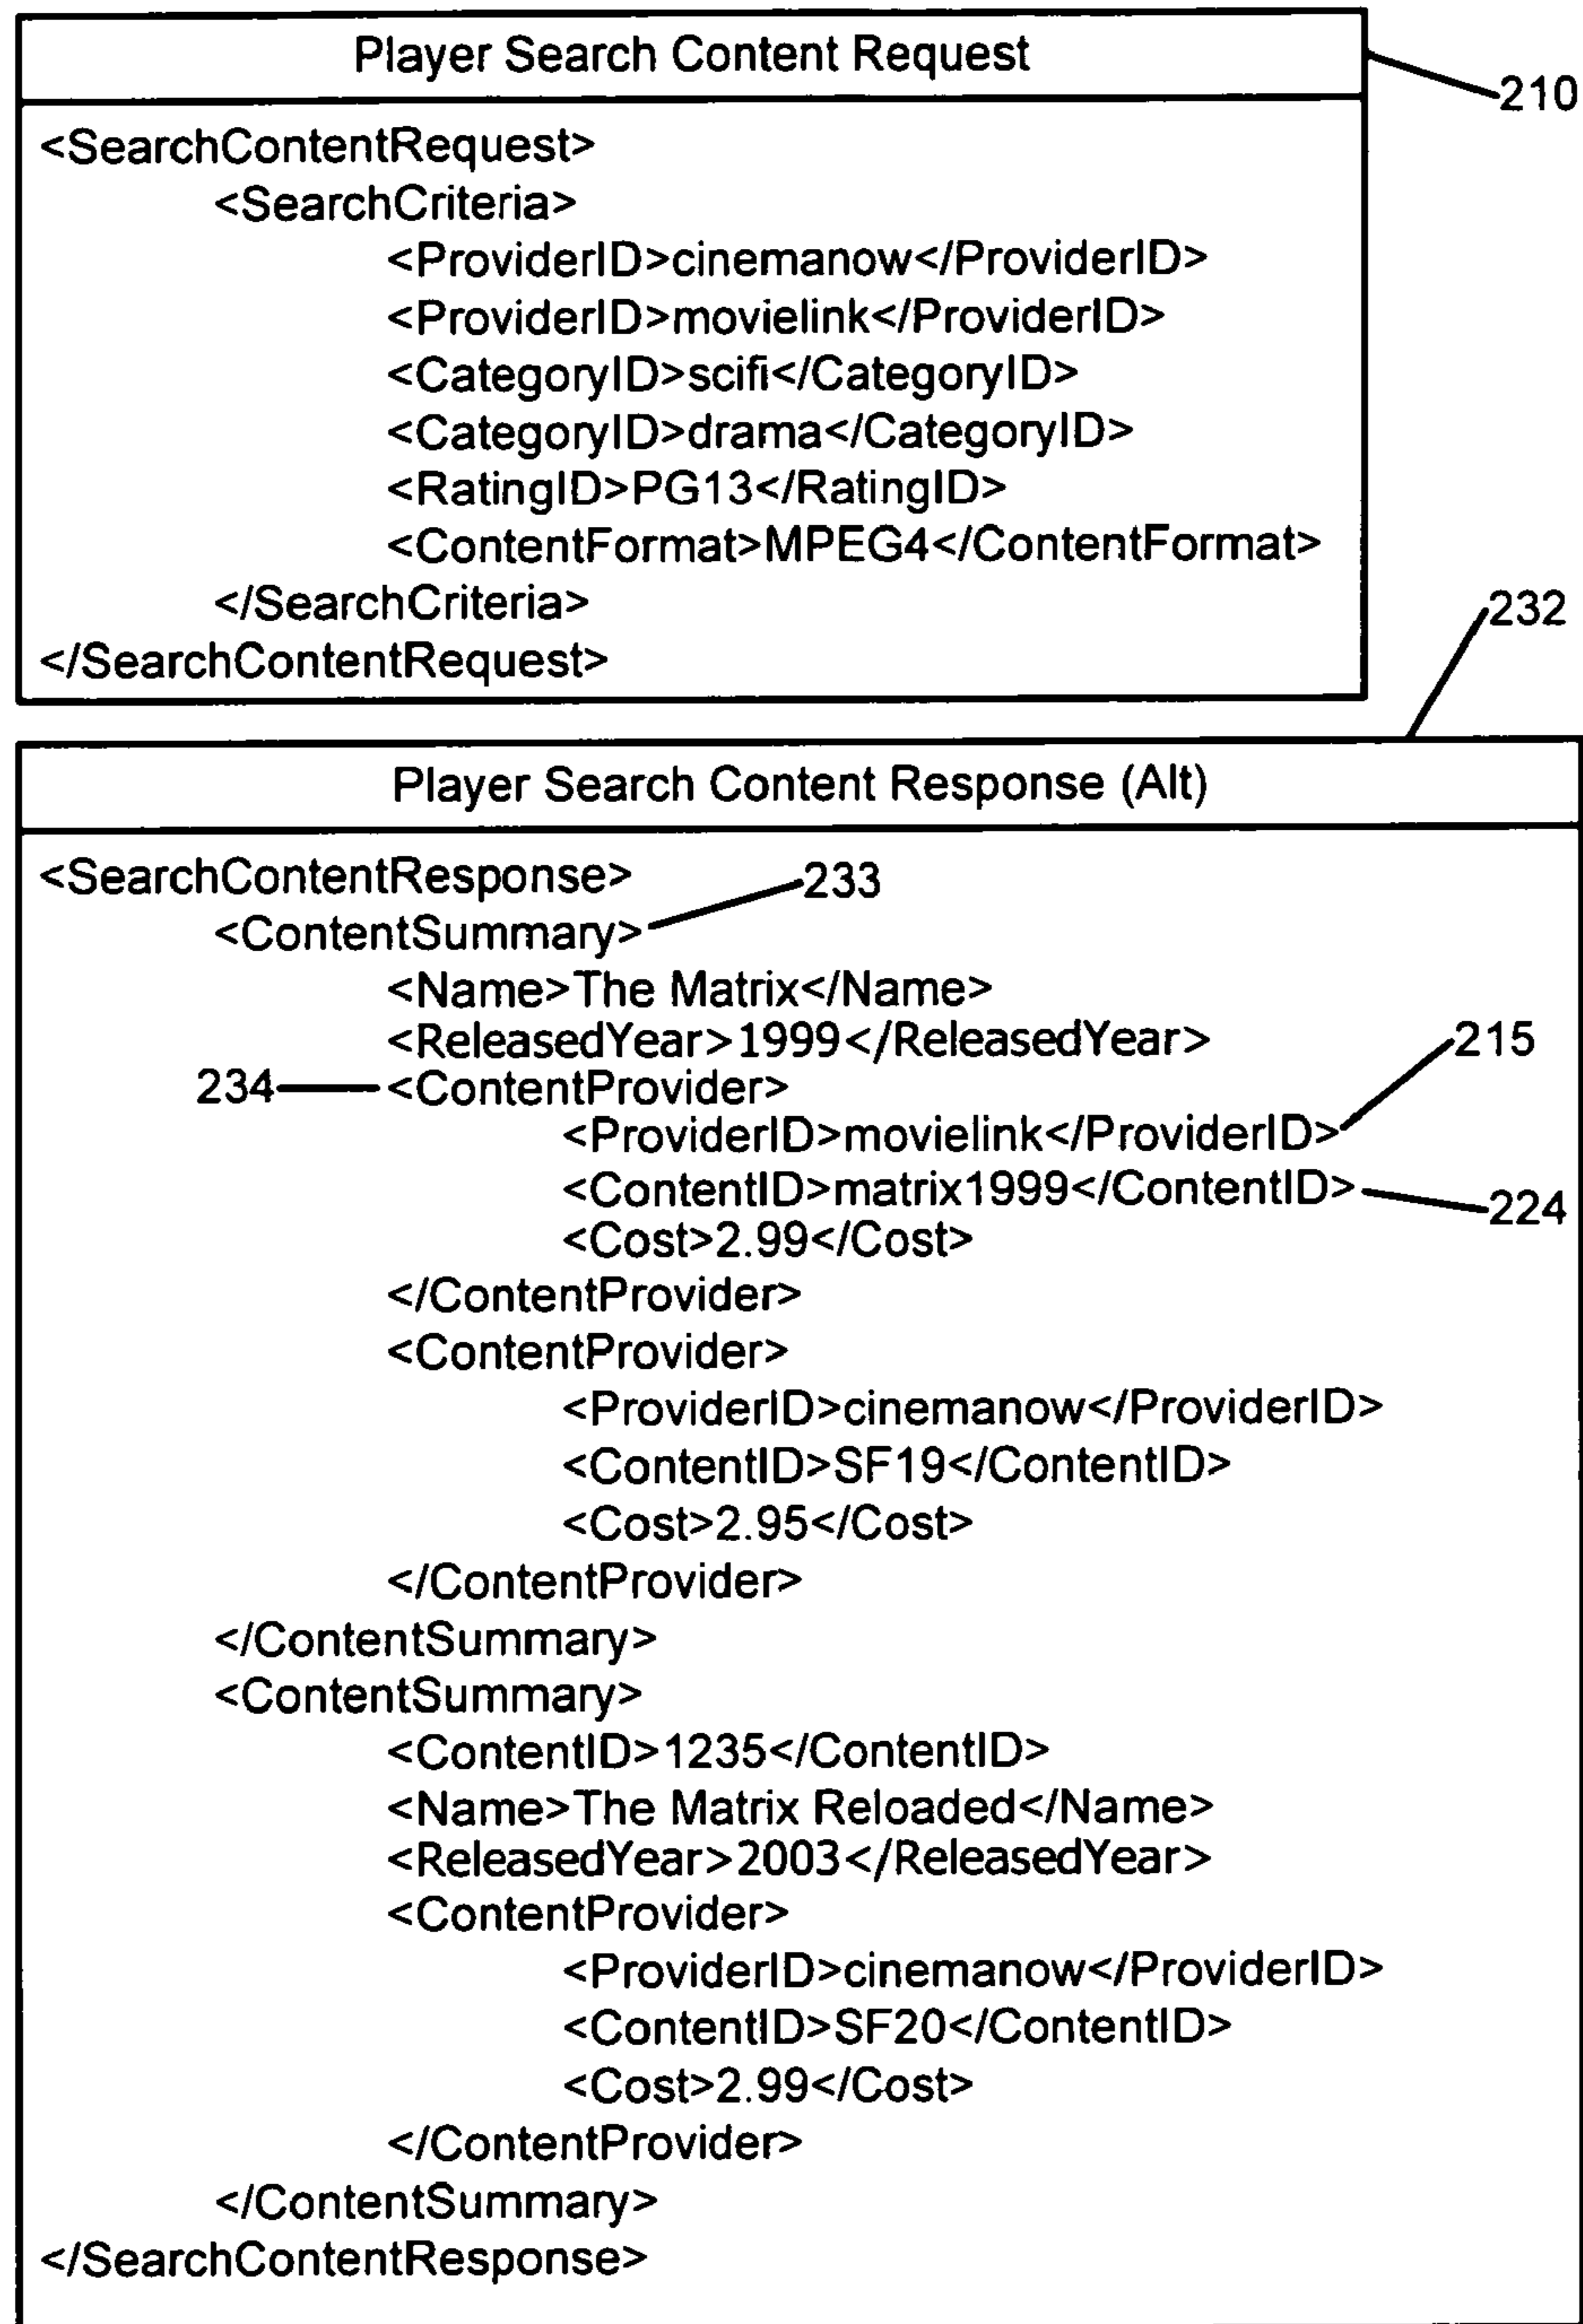 Player Search Content Request
210
<SearchContentRequest>
<SearchCriteria>
<ProviderID>cinemanow</ProviderID>
<ProviderID>movielink</ProviderID>
<CategoryID>scifi</CategoryID>
<CategoryID>drama</CategoryID>
<RatingID>PG13</RatingID>
<ContentFormat>MPEG4</ContentFormat>
</SearchCriteria>
232
</SearchContentRequest>
Player Search Content Response (Alt)
<SearchContentResponse>
233
<ContentSummary>
<Name>The Matrix</Name>
<ReleasedYear>1999</ReleasedYear>
215
234 <ContentProvider>
<ProviderID>movielink</ProviderID>
<ContentID>matrix1999</ContentID>
224
<Cost>2.99</Cost>
</ContentProvider>
<ContentProvider>
<ProviderID>cinemanow</ProviderID>
<ContentID>SF19</ContentID>
<Cost>2.95</Cost>
</ContentProvider>
</ContentSummary>
<ContentSummary>
<ContentID>1235</ContentID>
<Name>The Matrix Reloaded</Name>
<ReleasedYear>2003</ReleasedYear>
<ContentProvider>
<ProviderID>cinemanow</ProviderID>
<ContentID>SF20</ContentID>
<Cost>2.99</Cost>
</ContentProvider>
</ContentSummary>
</SearchContentResponse>